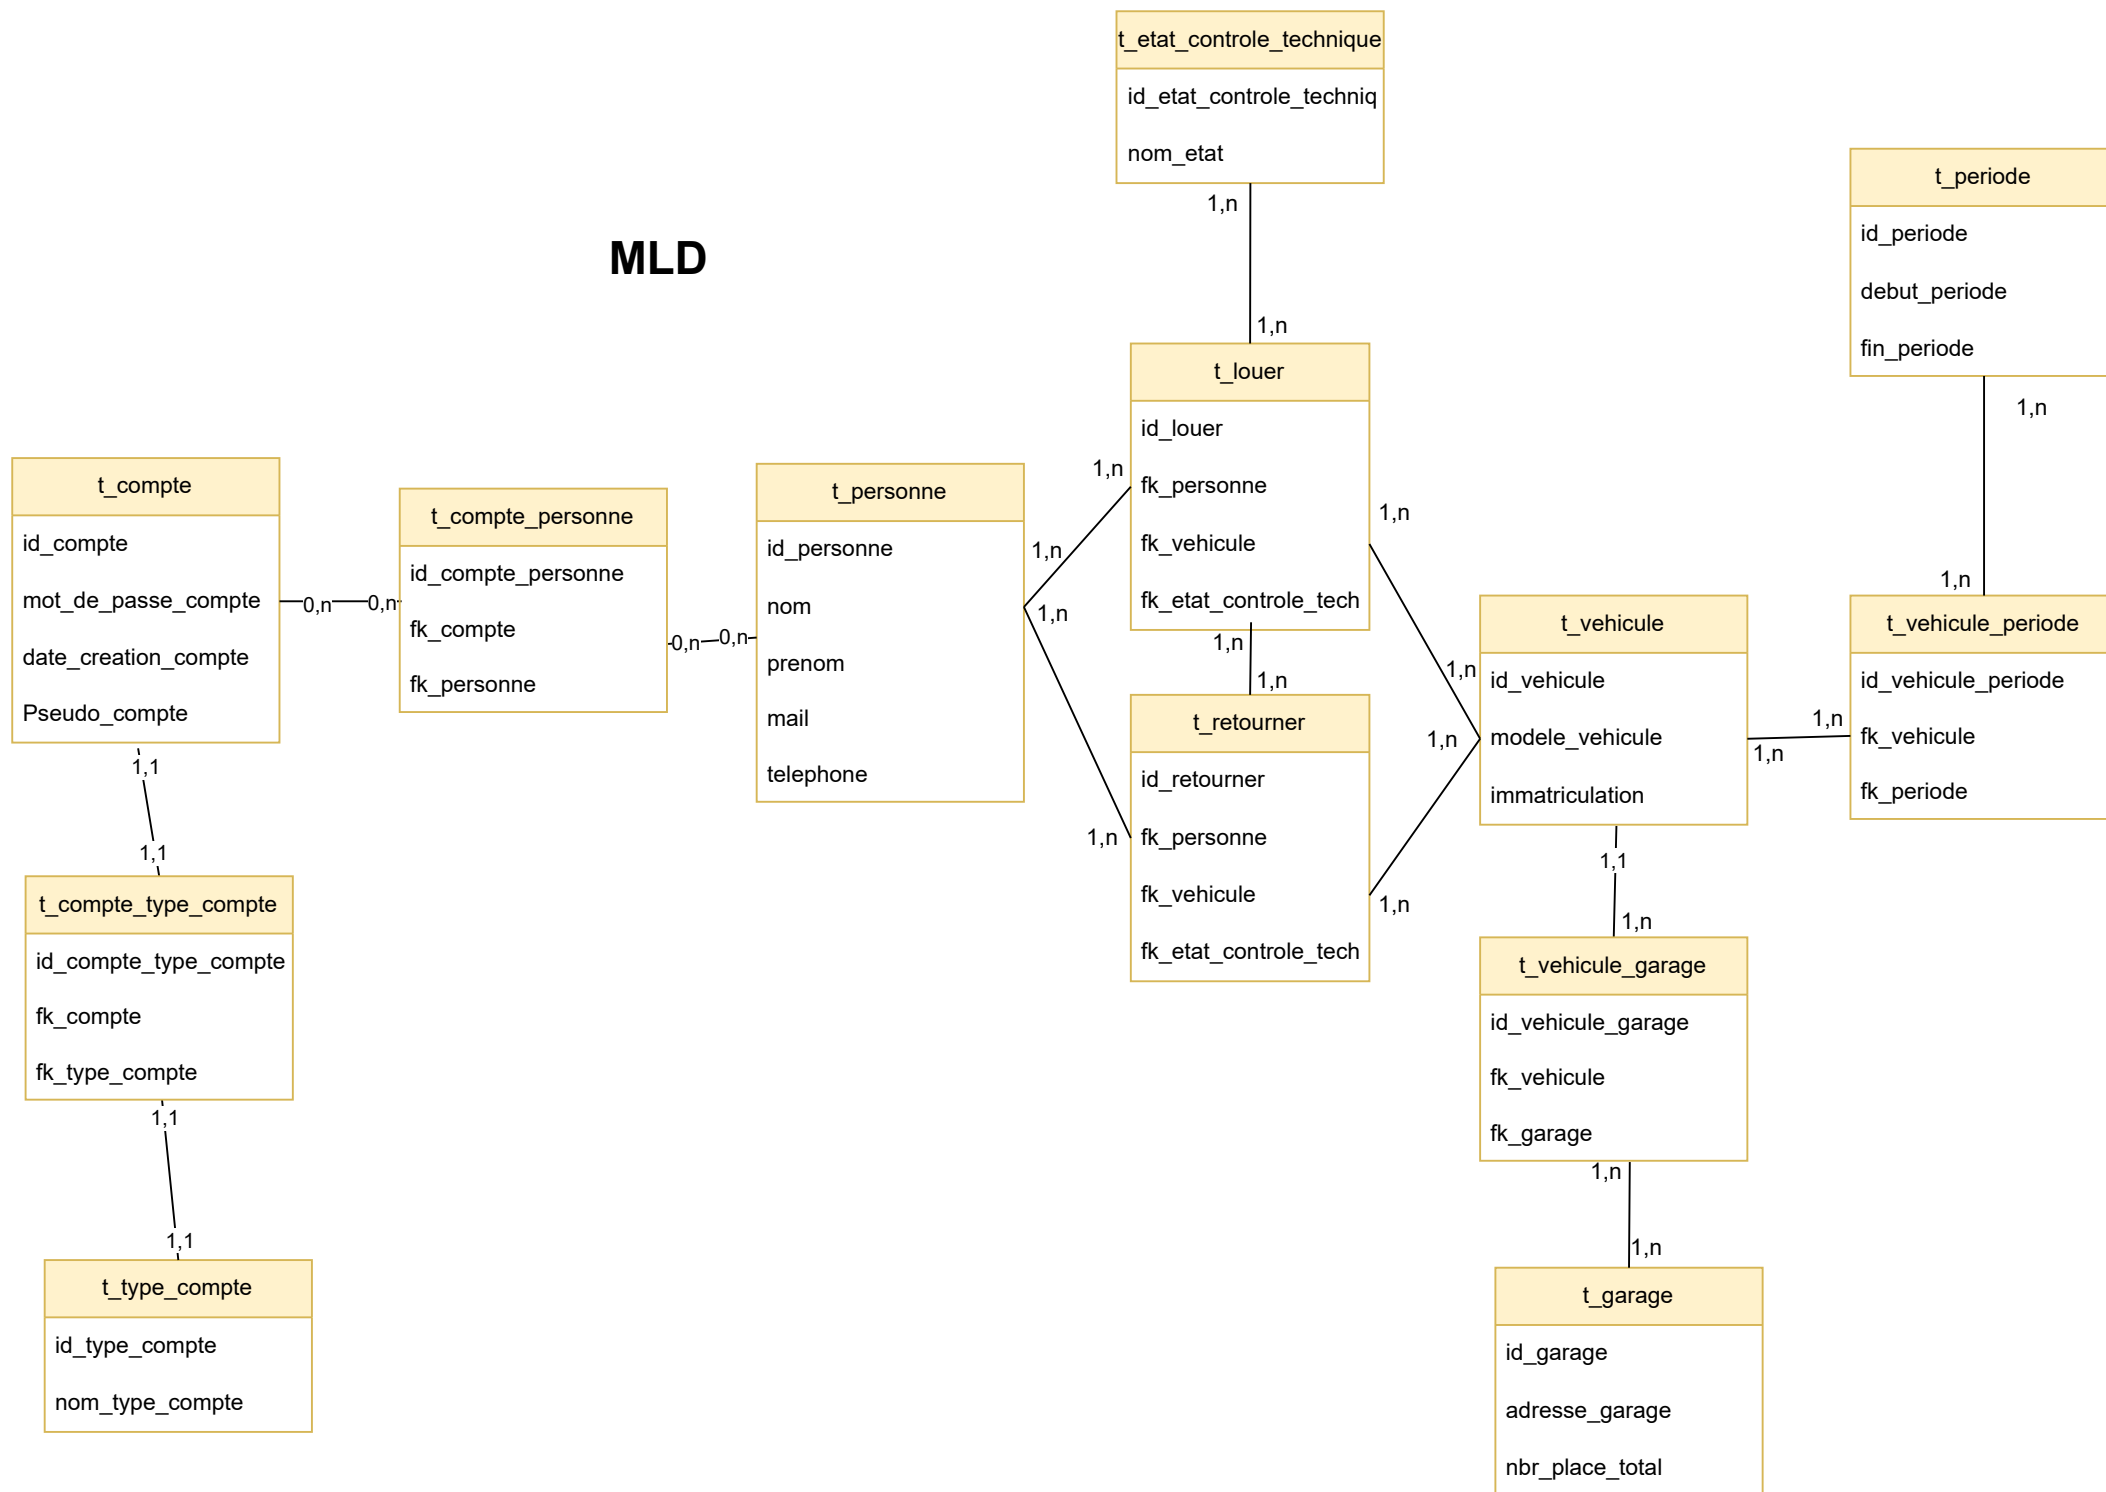 MLD
t_etat_controle_technique
id_etat_controle_techniq
nom_etat
1,n
1,n
t_periode
id_periode
debut_periode
fin_periode
1,n
1,n
t_compte
id_compte
mot_de_passe_compte
date_creation_compte
Pseudo_compte
0,n
0,n
t_compte_personne
id_compte_personne
fk_compte
fk_personne
0,n
0,n
t_personne
id_personne
nom
prenom
mail
telephone
1,n
1,n
1,n
1,n
t_louer
id_louer
fk_personne
fk_vehicule
fk_etat_controle_tech
1,n
1,n
t_retourner
id_retourner
fk_personne
fk_vehicule
fk_etat_controle_tech
1,n
1,n
1,n
1,n
t_vehicule
id_vehicule
modele_vehicule
immatriculation
1,n
1,n
t_vehicule_periode
id_vehicule_periode
fk_vehicule
fk_periode
1,1
1,1
t_compte_type_compte
id_compte_type_compte
fk_compte
fk_type_compte
1,1
1,1
t_type_compte
id_type_compte
nom_type_compte
1,1
1,n
t_vehicule_garage
id_vehicule_garage
fk_vehicule
fk_garage
1,n
1,n
t_garage
id_garage
adresse_garage
nbr_place_total